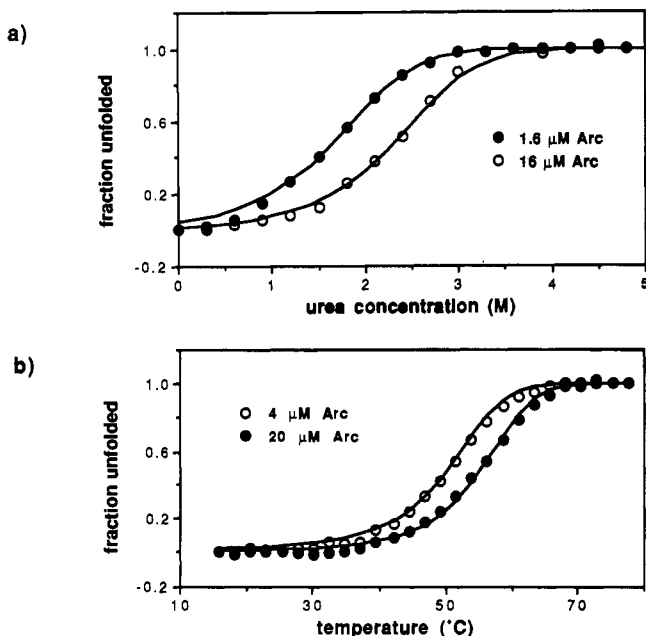 a)
1.0
0.6
0.2
-0.2
fraction unfolded
● 1.6 μM Arc
○ 16 μM Arc
0 1 2 3 4 5
urea concentration (M)
b)
1.0
0.6
0.2
-0.2
fraction unfolded
○ 4 μM Arc
● 20 μM Arc
10 30 50 70
temperature (°C)